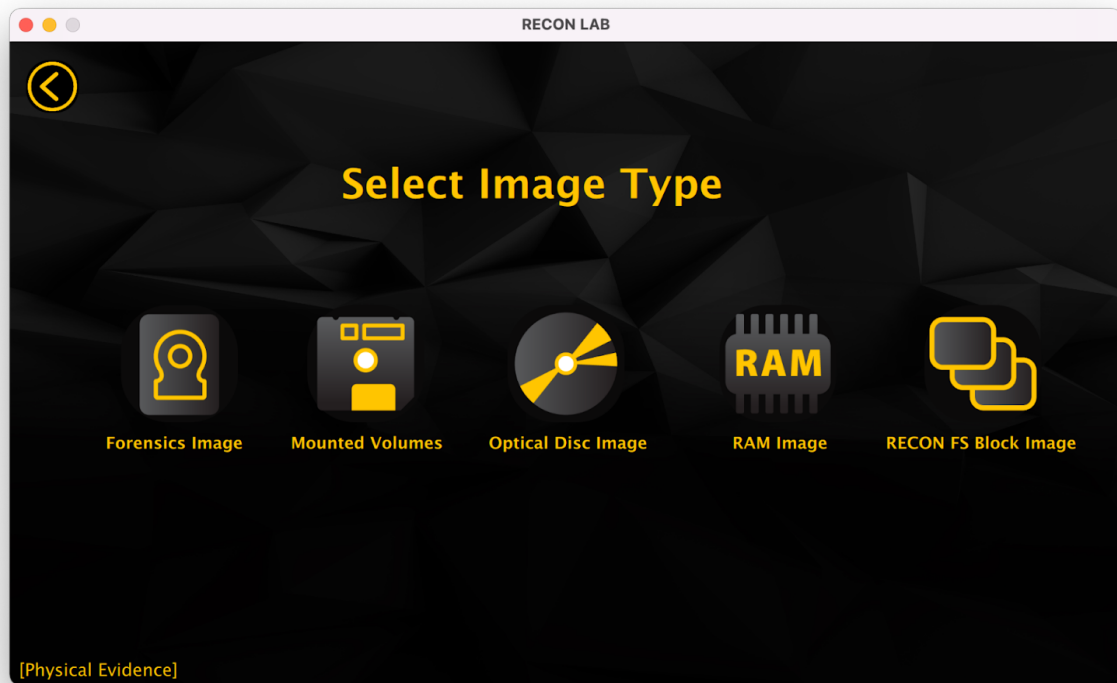 RECON LAB
Select Image Type
RAM
Forensics Image
Mounted Volumes
Optical Disc Image
RAM Image
RECON FS Block Image
[Physical Evidence]